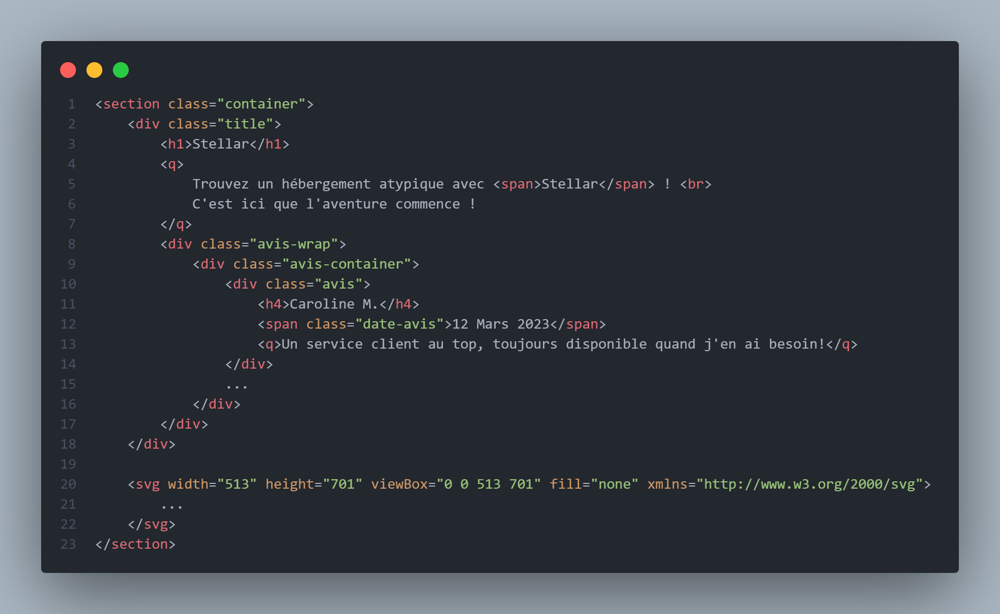 1 <section class="container">
2     <div class="title">
3         <h1>Stellar</h1>
4         <q>
5             Trouvez un hébergement atypique avec <span>Stellar</span> ! <br>
6             C'est ici que l'aventure commence !
7         </q>
8         <div class="avis-wrap">
9             <div class="avis-container">
10                 <div class="avis">
11                     <h4>Caroline M.</h4>
12                     <span class="date-avis">12 Mars 2023</span>
13                     <q>Un service client au top, toujours disponible quand j'en ai besoin!</q>
14                 </div>
15                 ...
16             </div>
17         </div>
18     </div>
19
20     <svg width="513" height="701" viewBox="0 0 513 701" fill="none" xmlns="http://www.w3.org/2000/svg">
21         ...
22     </svg>
23 </section>